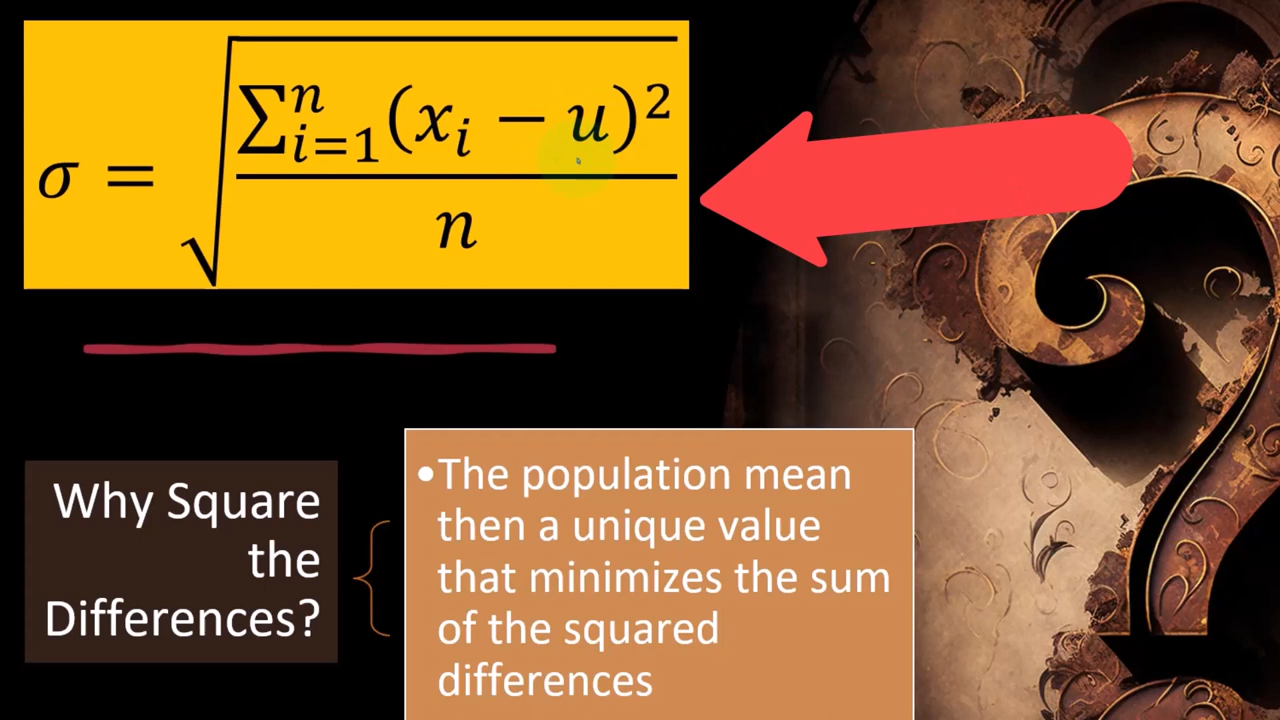 σ = √(∑ⁿᵢ₌₁(xᵢ − u)² / n)
Why Square
the
Differences?
•The population mean
then a unique value
that minimizes the sum
of the squared
differences